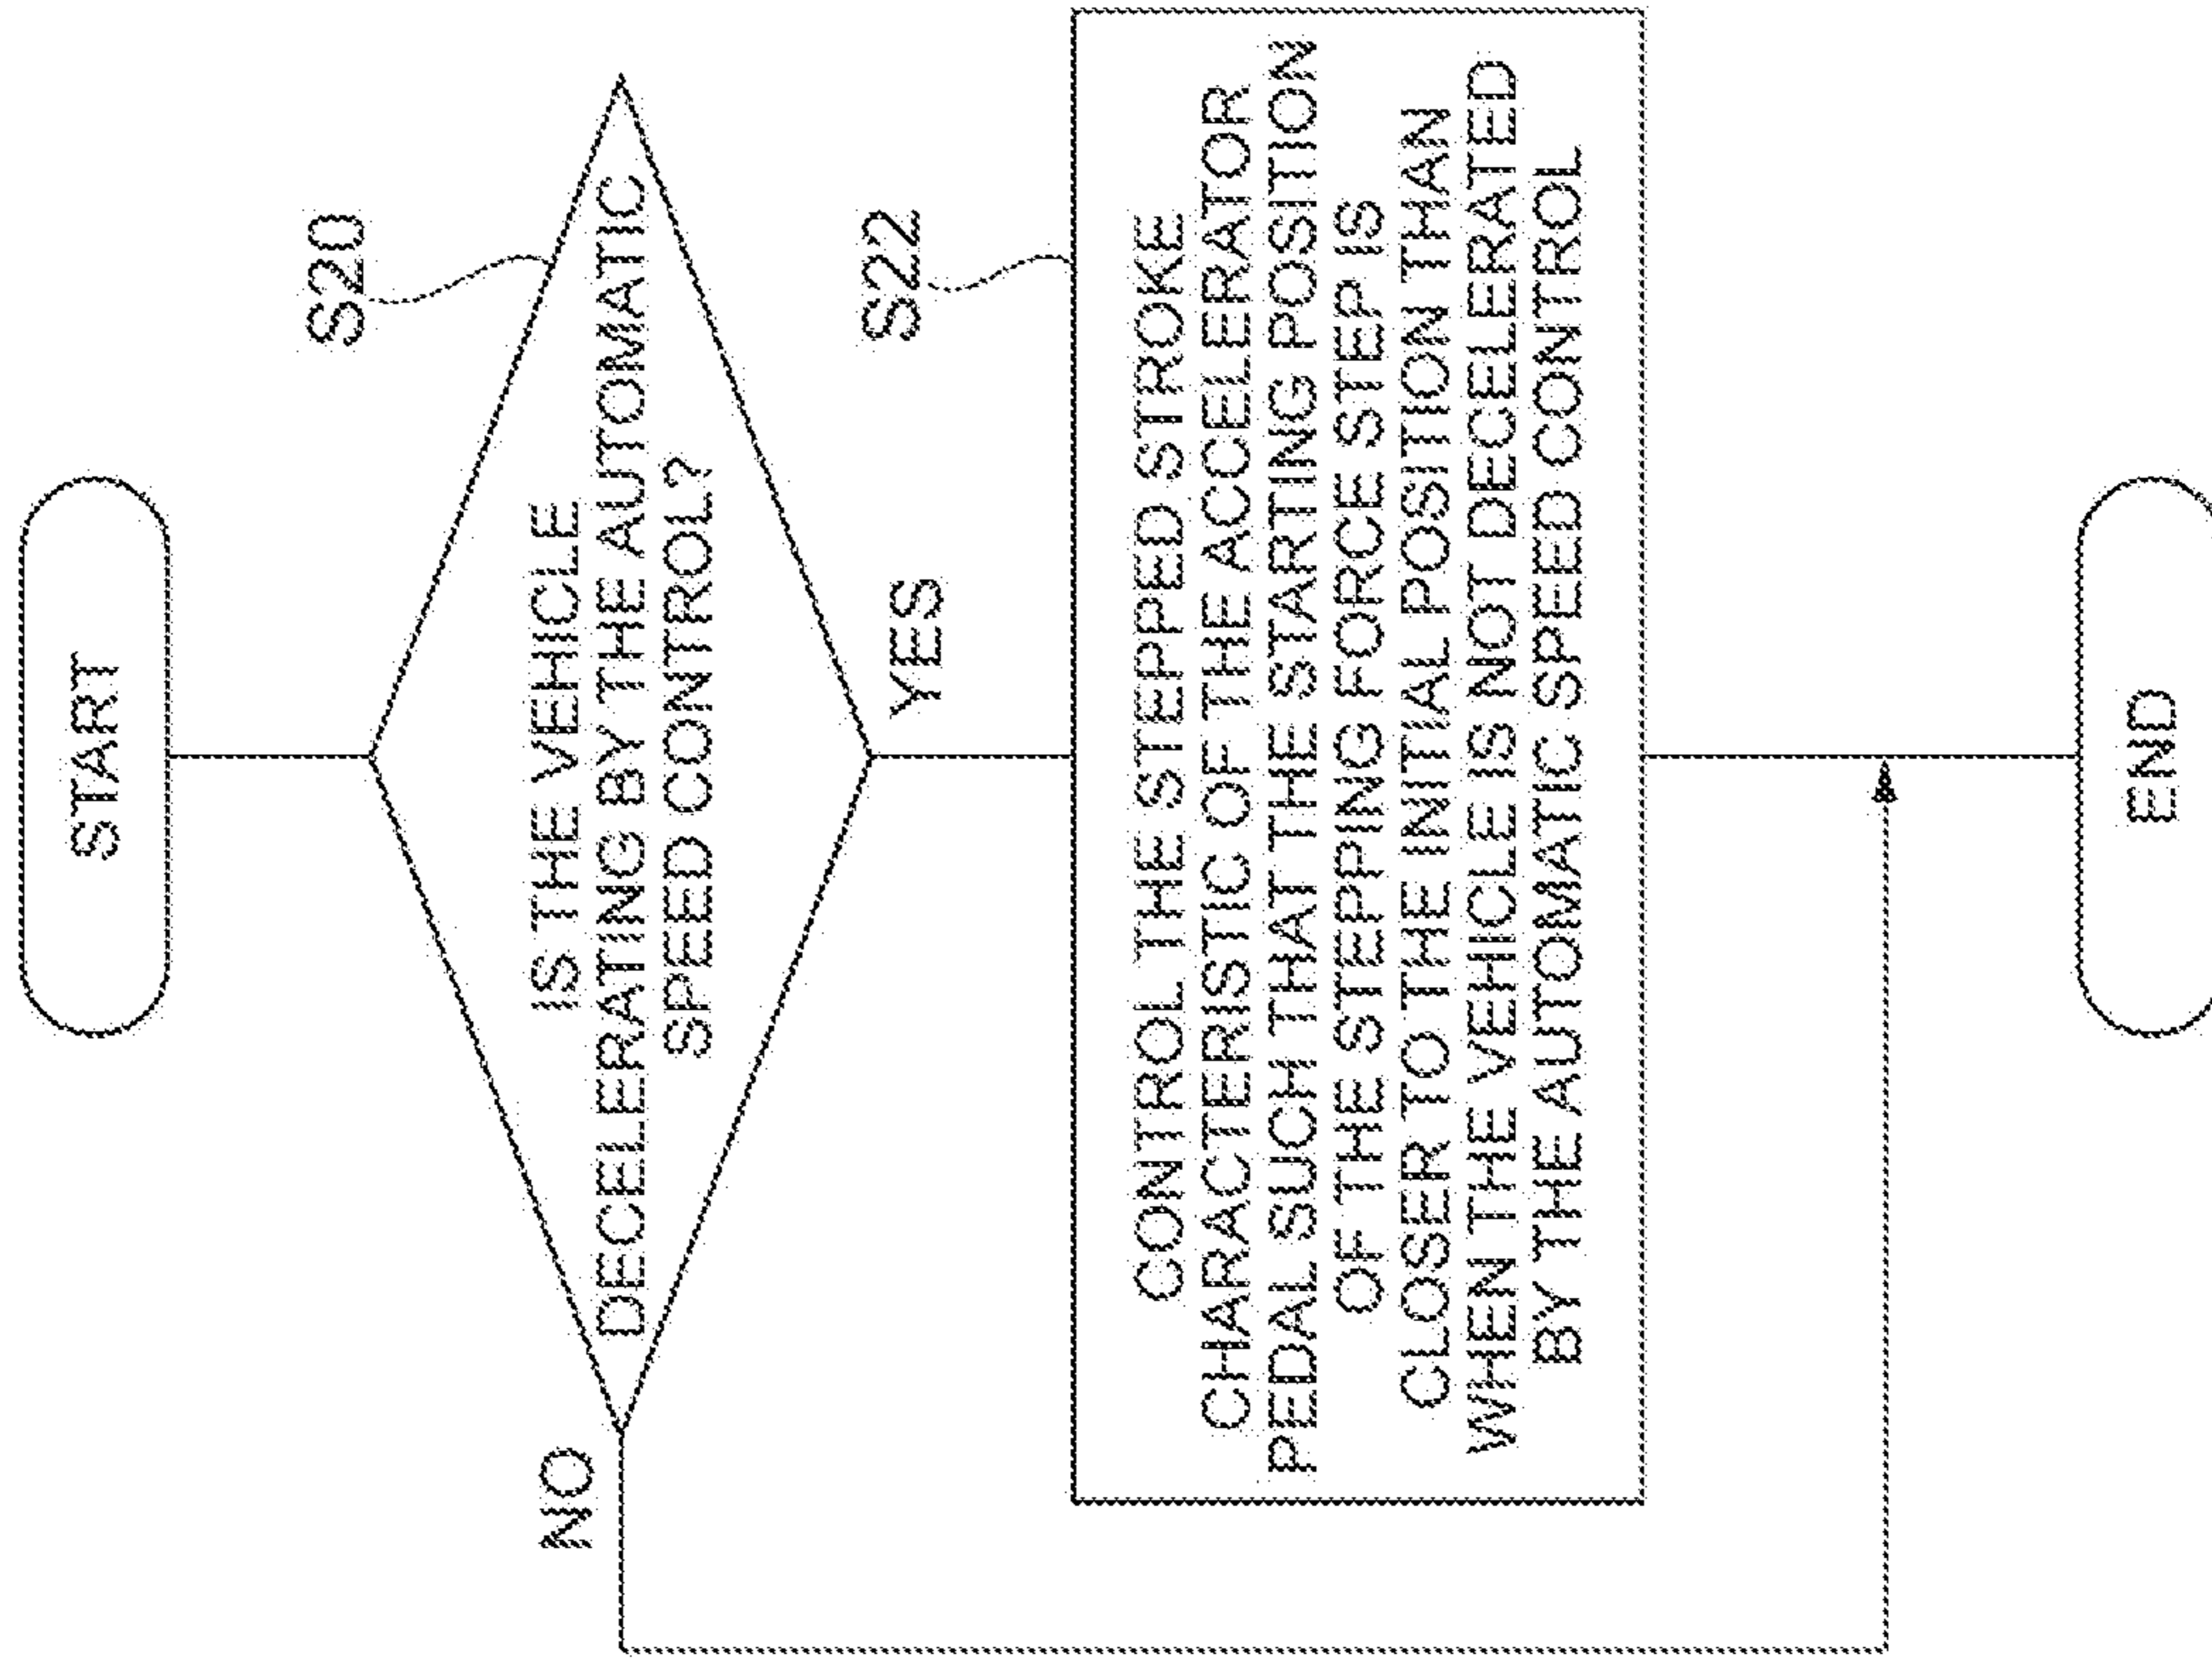 START
S20
IS THE VEHICLE
DECELERATING BY THE AUTOMATIC
SPEED CONTROL?
NO
YES
S22
CONTROL THE STEPPED STROKE
CHARACTERISTIC OF THE ACCELERATOR
PEDAL SUCH THAT THE STARTING POSITION
OF THE STEPPING FORCE STEP IS
CLOSER TO THE INITIAL POSITION THAN
WHEN THE VEHICLE IS NOT DECELERATED
BY THE AUTOMATIC SPEED CONTROL
END